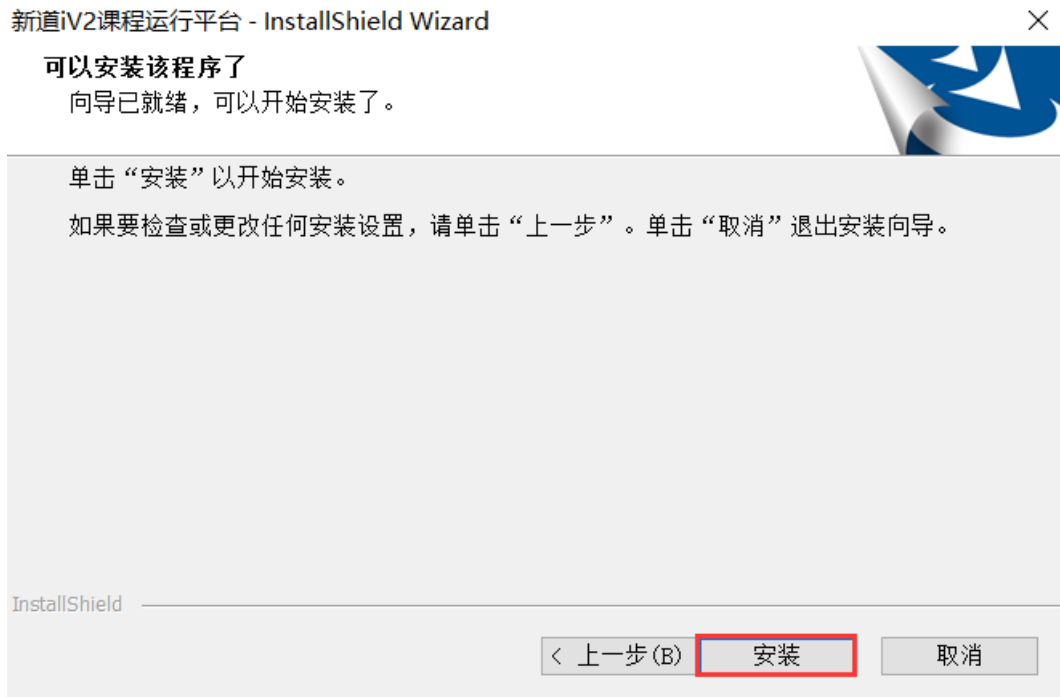 新道iV2课程运行平台 - InstallShield Wizard
可以安装该程序了
向导已就绪，可以开始安装了。
单击“安装”以开始安装。
如果要检查或更改任何安装设置，请单击“上一步”。单击“取消”退出安装向导。
InstallShield
< 上一步(B) 安装 取消